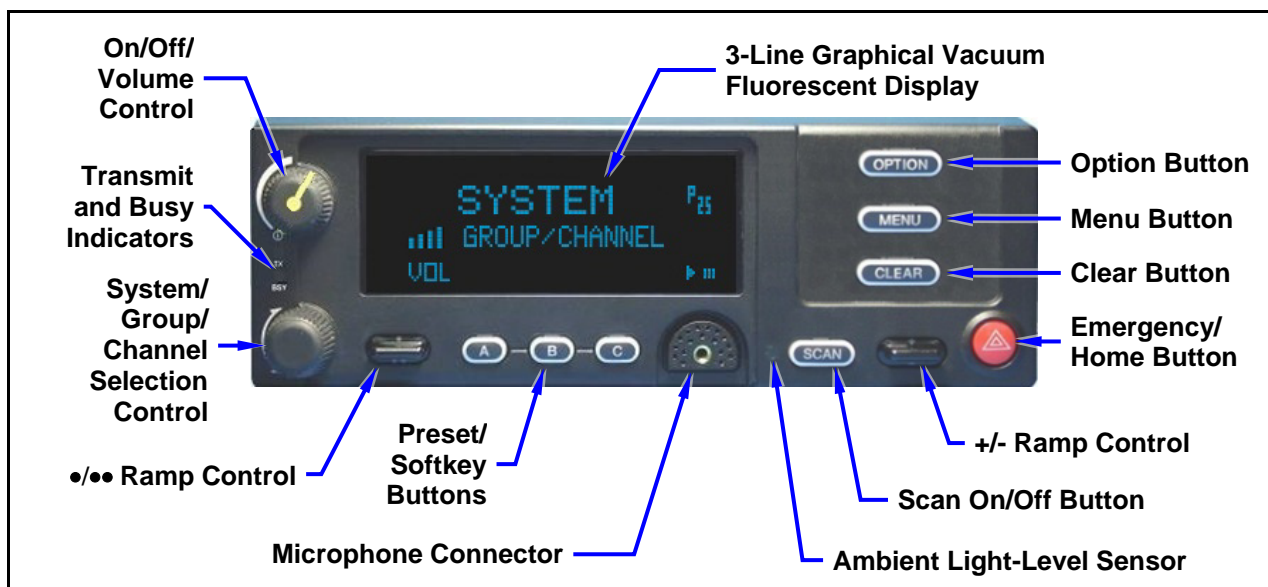 On/Off/
Volume
Control
3-Line Graphical Vacuum
Fluorescent Display
Transmit
and Busy
Indicators
System/
Group/
Channel
Selection
Control
●/●● Ramp Control
Preset/
Softkey
Buttons
Microphone Connector
Option Button
Menu Button
Clear Button
Emergency/
Home Button
+/- Ramp Control
Scan On/Off Button
Ambient Light-Level Sensor
SYSTEM
P25
GROUP/CHANNEL
VOL
TX
BSY
A
B
C
OPTION
MENU
CLEAR
SCAN